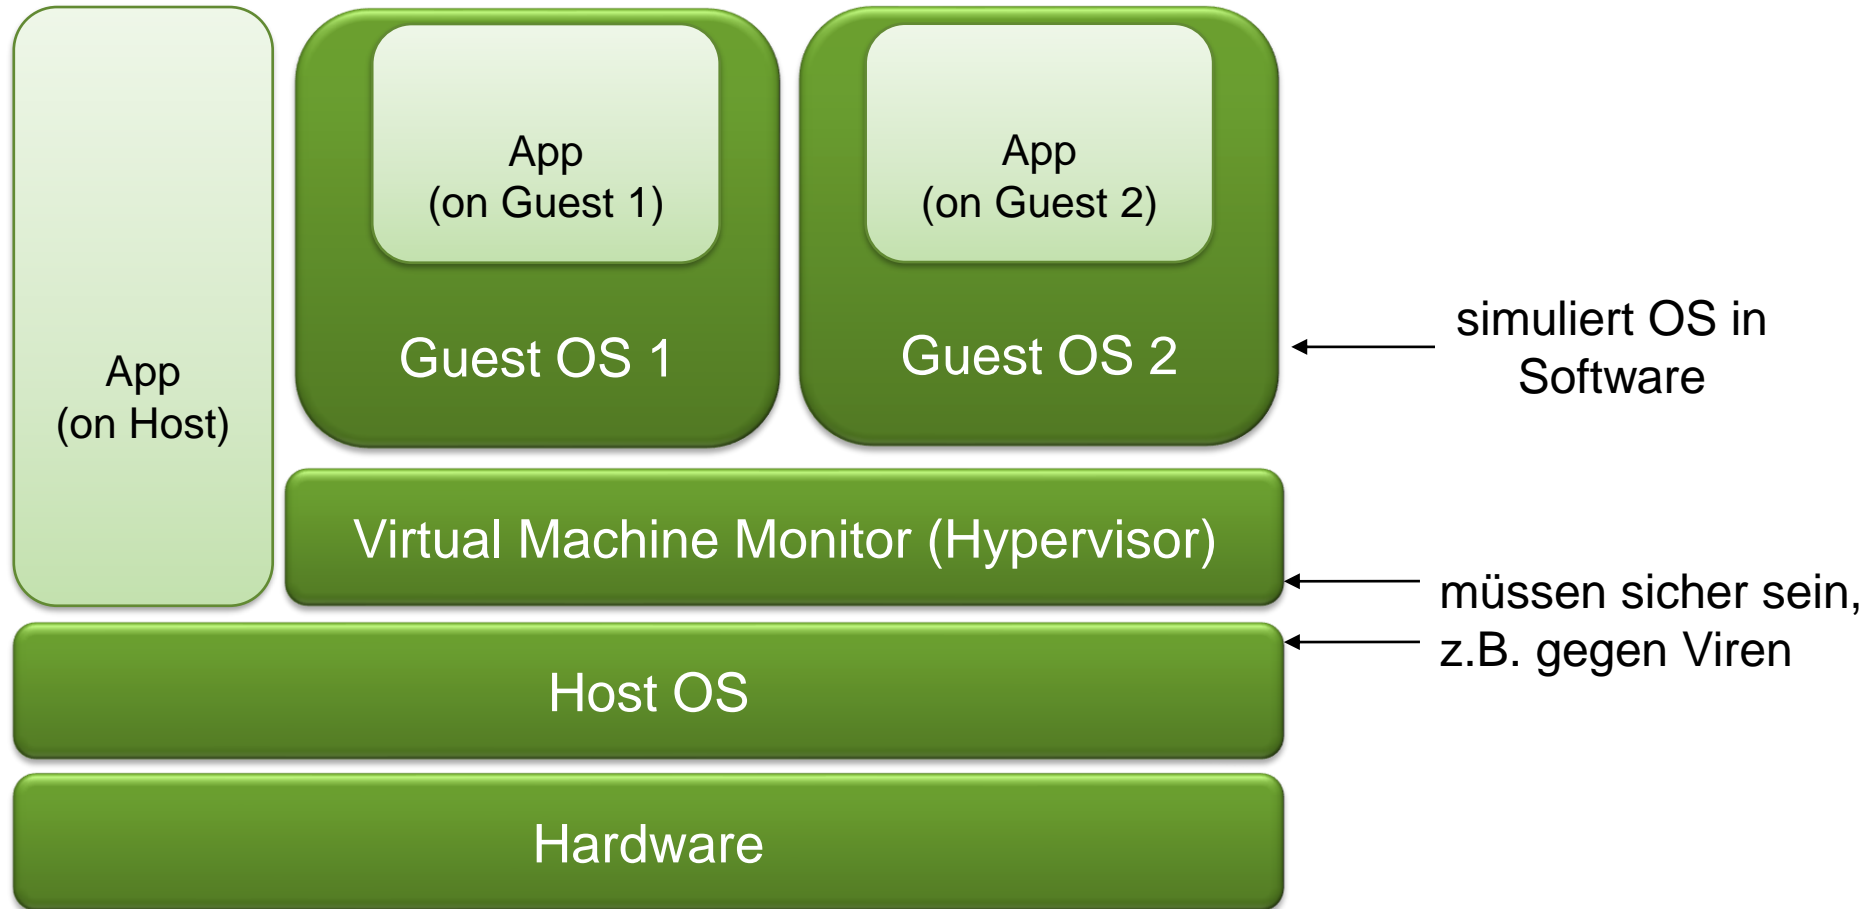 App
(on Host)
App
(on Guest 1)
Guest OS 1
App
(on Guest 2)
Guest OS 2
simuliert OS in
Software
Virtual Machine Monitor (Hypervisor)
müssen sicher sein,
z.B. gegen Viren
Host OS
Hardware